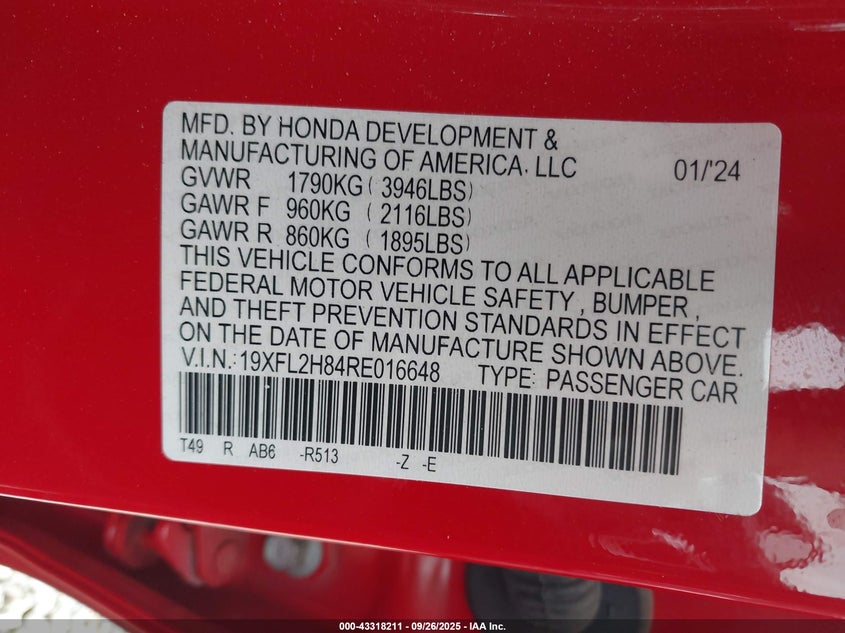 MFD. BY HONDA DEVELOPMENT &
MANUFACTURING OF AMERICA, LLC 01/'24
GVWR 1790KG ( 3946LBS)
GAWR F 960KG ( 2116LBS)
GAWR R 860KG ( 1895LBS)
THIS VEHICLE CONFORMS TO ALL APPLICABLE
FEDERAL MOTOR VEHICLE SAFETY, BUMPER,
AND THEFT PREVENTION STANDARDS IN EFFECT
ON THE DATE OF MANUFACTURE SHOWN ABOVE.
V.I.N.:19XFL2H84RE016648 TYPE: PASSENGER CAR
T49 R AB6 -R513 -Z -E
000-43318211 - 09/26/2025 - IAA Inc.